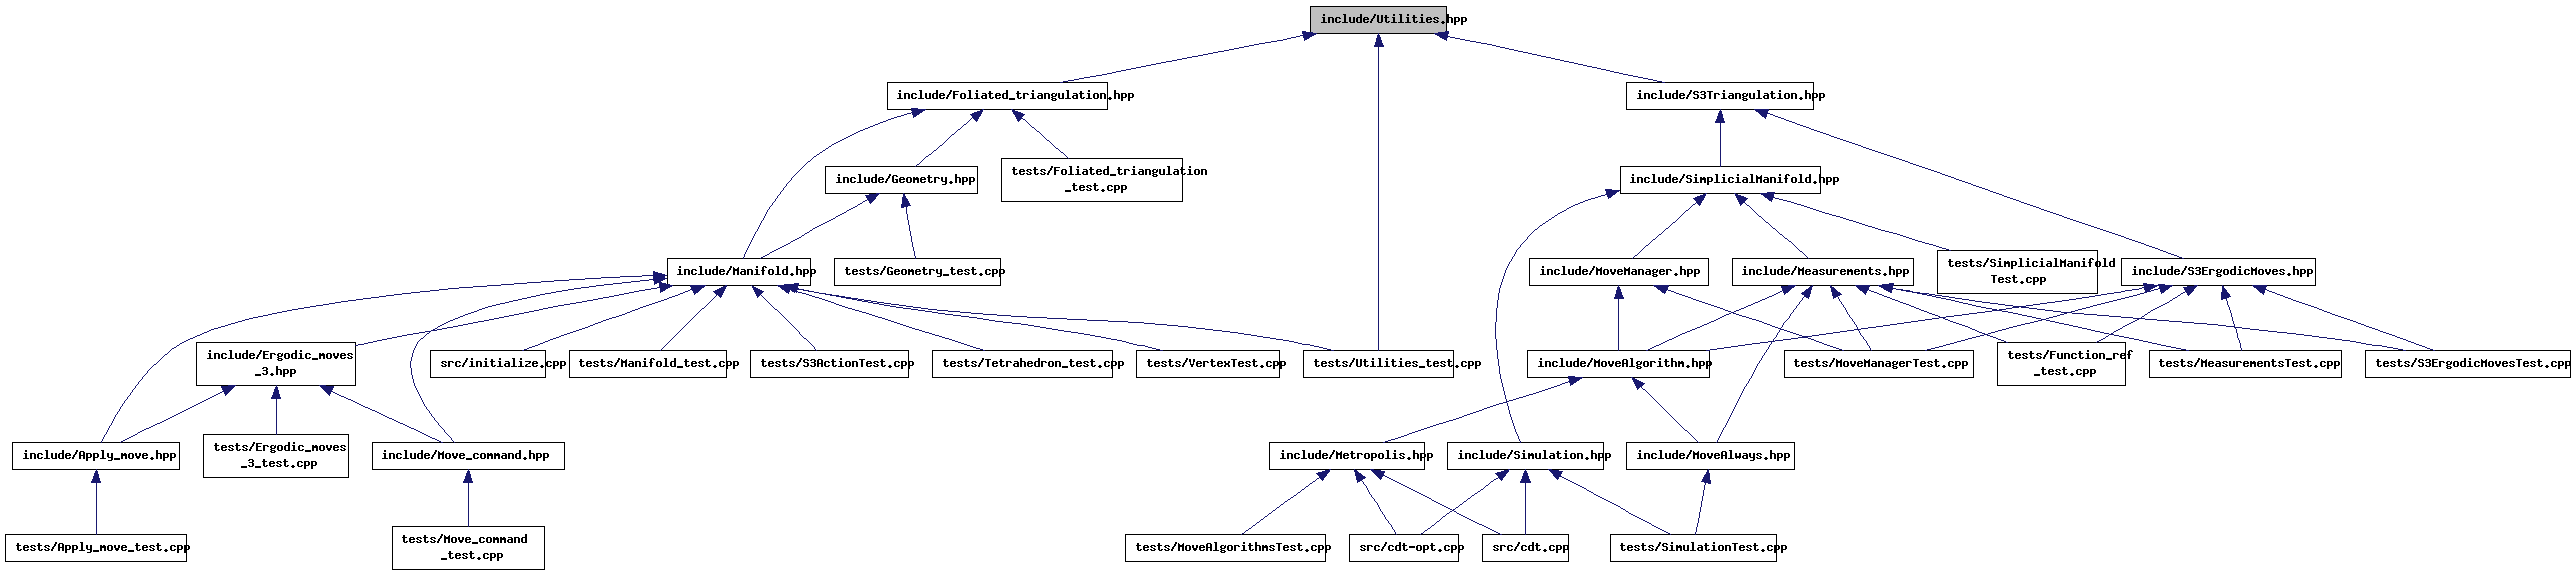 include/Utilities.hpp
include/Foliated_triangulation.hpp
include/S3Triangulation.hpp
include/Geometry.hpp
tests/Foliated_triangulation
_test.cpp
include/SimplicialManifold.hpp
include/Manifold.hpp
tests/Geometry_test.cpp
include/MoveManager.hpp
include/Measurements.hpp
tests/SimplicialManifold
Test.cpp
include/S3ErgodicMoves.hpp
include/Ergodic_moves
_3.hpp
src/initialize.cpp
tests/Manifold_test.cpp
tests/S3ActionTest.cpp
tests/Tetrahedron_test.cpp
tests/VertexTest.cpp
tests/Utilities_test.cpp
include/MoveAlgorithm.hpp
tests/MoveManagerTest.cpp
tests/Function_ref
_test.cpp
tests/MeasurementsTest.cpp
tests/S3ErgodicMovesTest.cpp
include/Apply_move.hpp
tests/Ergodic_moves
_3_test.cpp
include/Move_command.hpp
include/Metropolis.hpp
include/Simulation.hpp
include/MoveAlways.hpp
tests/Apply_move_test.cpp
tests/Move_command
_test.cpp
tests/MoveAlgorithmsTest.cpp
src/cdt-opt.cpp
src/cdt.cpp
tests/SimulationTest.cpp